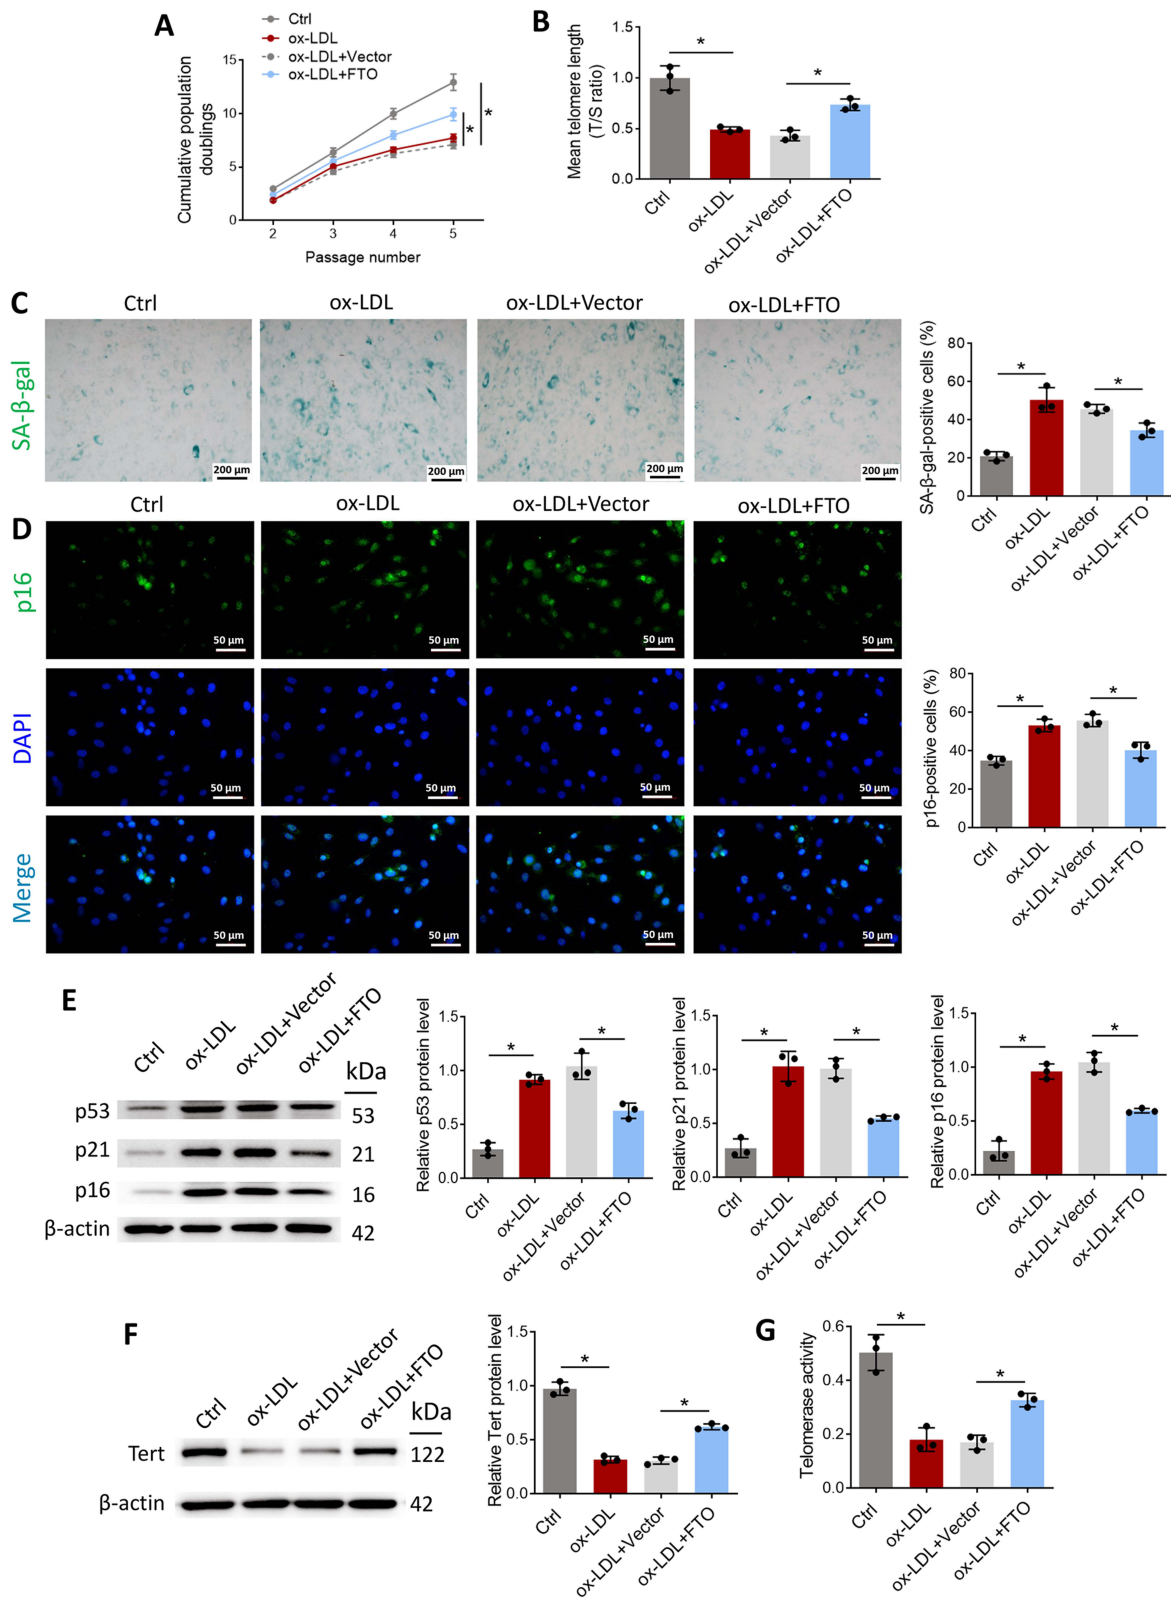 A
Ctrl
ox-LDL
ox-LDL+Vector
ox-LDL+FTO
Cumulative population
doublings
15
10
5
0
2 3 4 5
Passage number
*
*
B
Mean telomere length
(T/S ratio)
1.5
1.0
0.5
0.0
*
*
Ctrl
ox-LDL
ox-LDL+Vector
ox-LDL+FTO
C
Ctrl ox-LDL ox-LDL+Vector ox-LDL+FTO
SA-β-gal
200 μm 200 μm 200 μm 200 μm
SA-β-gal-positive cells (%)
80
60
40
20
0
*
*
Ctrl
ox-LDL
ox-LDL+Vector
ox-LDL+FTO
D
Ctrl ox-LDL ox-LDL+Vector ox-LDL+FTO
p16
50 μm 50 μm 50 μm 50 μm
DAPI
50 μm 50 μm 50 μm 50 μm
Merge
50 μm 50 μm 50 μm 50 μm
p16-positive cells (%)
80
60
40
20
0
*
*
Ctrl
ox-LDL
ox-LDL+Vector
ox-LDL+FTO
E
Ctrl
ox-LDL
ox-LDL+Vector
ox-LDL+FTO
kDa
p53 53
p21 21
p16 16
β-actin 42
Relative p53 protein level
1.5
1.0
0.5
0.0
*
*
Ctrl
ox-LDL
ox-LDL+Vector
ox-LDL+FTO
Relative p21 protein level
1.5
1.0
0.5
0.0
*
*
Ctrl
ox-LDL
ox-LDL+Vector
ox-LDL+FTO
Relative p16 protein level
1.5
1.0
0.5
0.0
*
*
Ctrl
ox-LDL
ox-LDL+Vector
ox-LDL+FTO
F
Ctrl
ox-LDL
ox-LDL+Vector
ox-LDL+FTO
kDa
Tert 122
β-actin 42
Relative Tert protein level
1.5
1.0
0.5
0.0
*
*
Ctrl
ox-LDL
ox-LDL+Vector
ox-LDL+FTO
G
Telomerase activity
0.6
0.4
0.2
0.0
*
*
Ctrl
ox-LDL
ox-LDL+Vector
ox-LDL+FTO